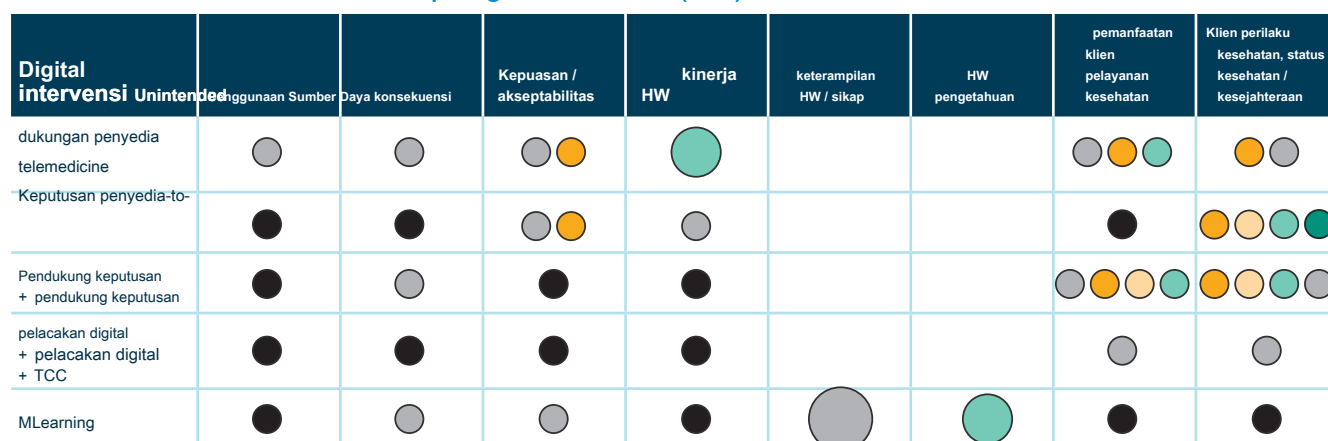 Digital
intervensi Unintended
enggunaan Sumber Daya konsekuensi
Kepuasan /
akseptabilitas
kinerja
HW
keterampilan
HW / sikap
HW
pengetahuan
pemanfaatan
klien
pelayanan
kesehatan
Klien perilaku
kesehatan, status
kesehatan /
kesejahteraan
dukungan penyedia
telemedicine
Keputusan penyedia-to-
Pendukung keputusan
+ pendukung keputusan
pelacakan digital
+ pelacakan digital
+ TCC
MLearning